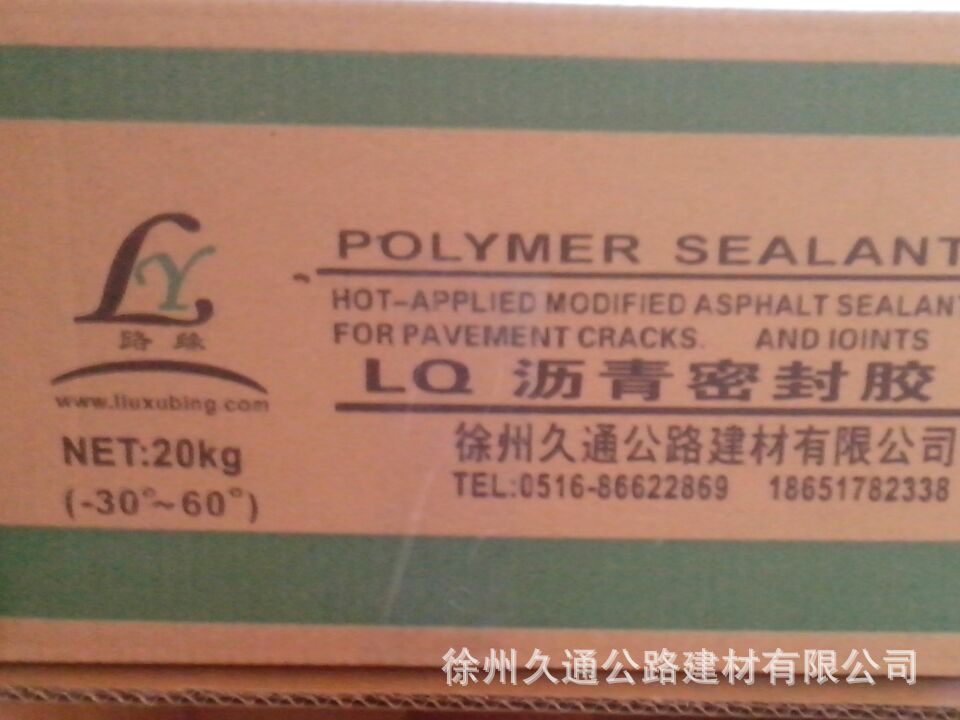 LY
路缘
www.liuxubing.com
NET:20kg
(-30°~60°)
POLYMER SEALANT
HOT-APPLIED MODIFIED ASPHALT SEALANT
FOR PAVEMENT CRACKS. AND IOINTS
LQ 沥青密封胶
徐州久通公路建材有限公司
TEL:0516-86622869 18651782338
徐州久通公路建材有限公司